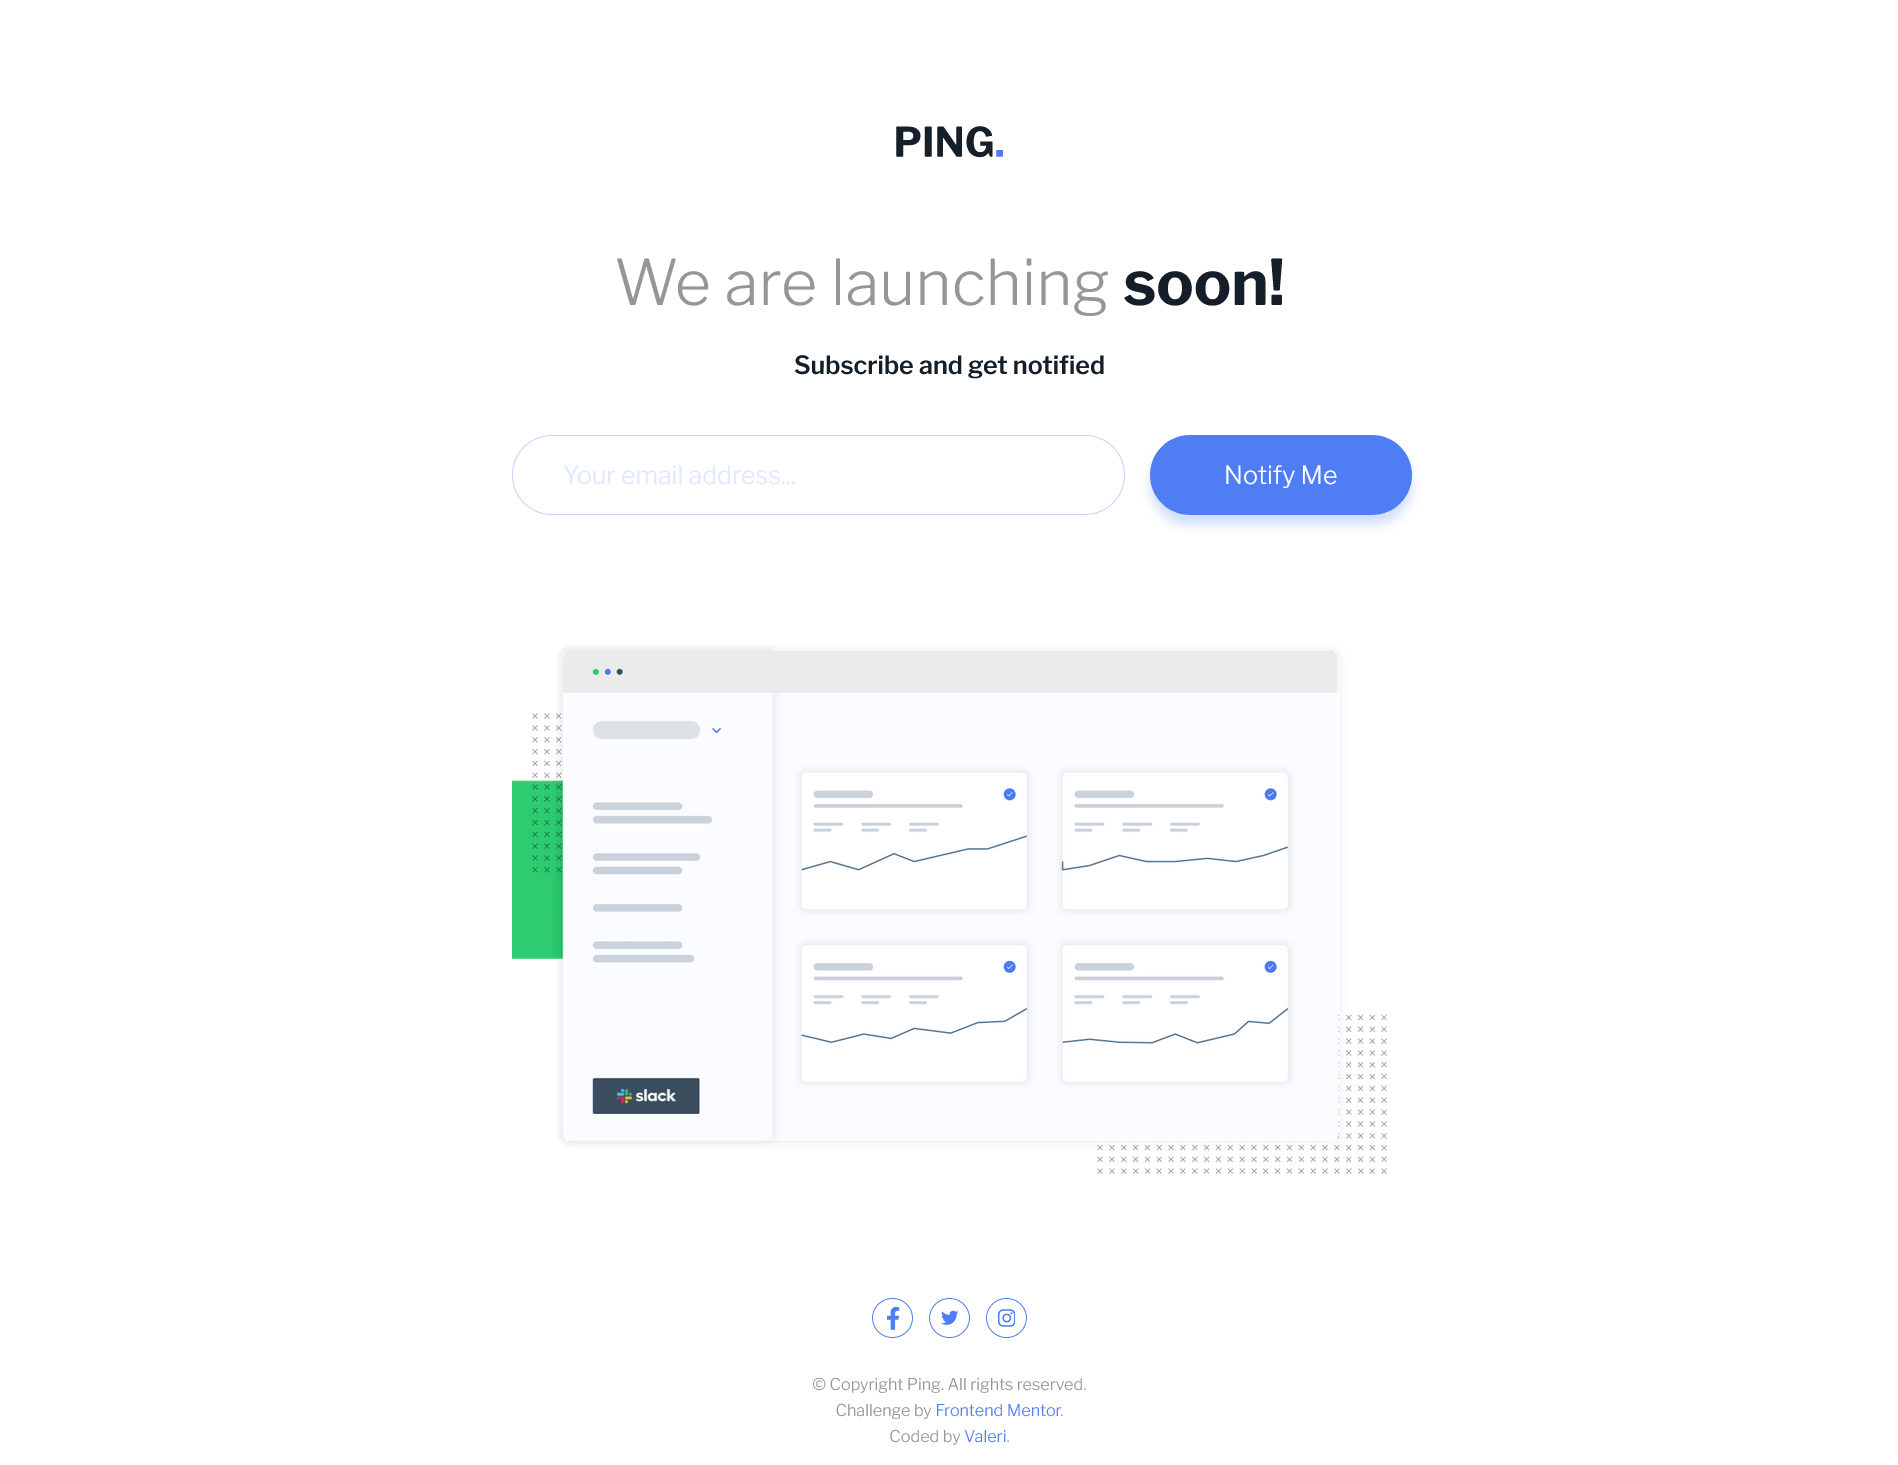 PING.
We are launching soon!
Subscribe and get notified
Your email address...
Notify Me
slack
© Copyright Ping. All rights reserved.
Challenge by Frontend Mentor.
Coded by Valeri.